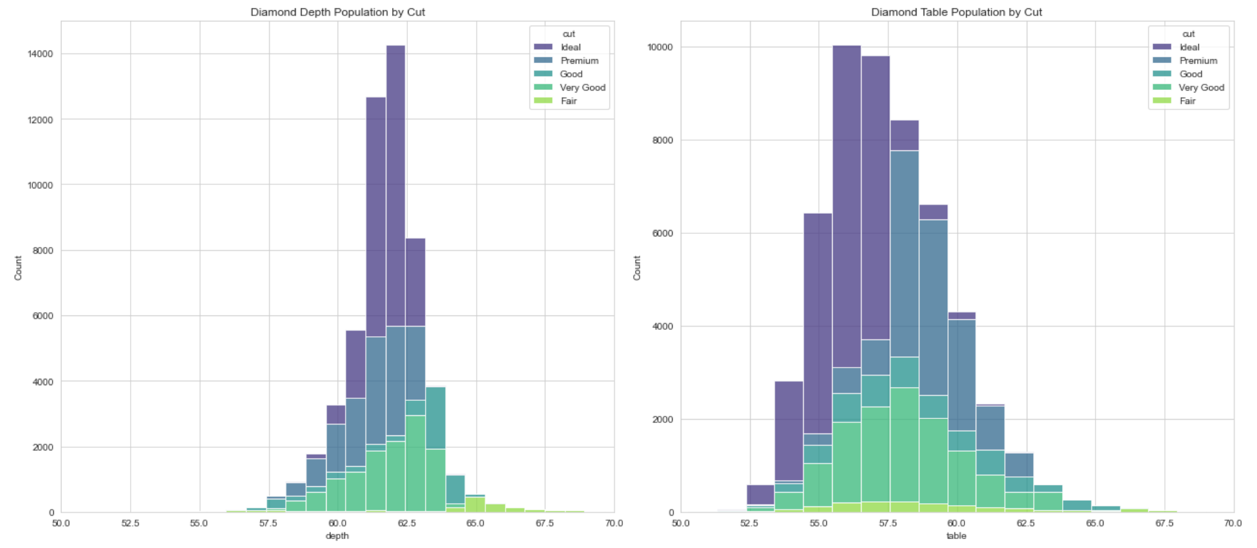 Diamond Depth Population by Cut
14000
12000
10000
8000
6000
4000
2000
0
Count
50.0 52.5 55.0 57.5 60.0 62.5 65.0 67.5 70.0
depth
cut
Ideal
Premium
Good
Very Good
Fair
Diamond Table Population by Cut
10000
8000
6000
4000
2000
0
Count
50.0 52.5 55.0 57.5 60.0 62.5 65.0 67.5 70.0
table
cut
Ideal
Premium
Good
Very Good
Fair